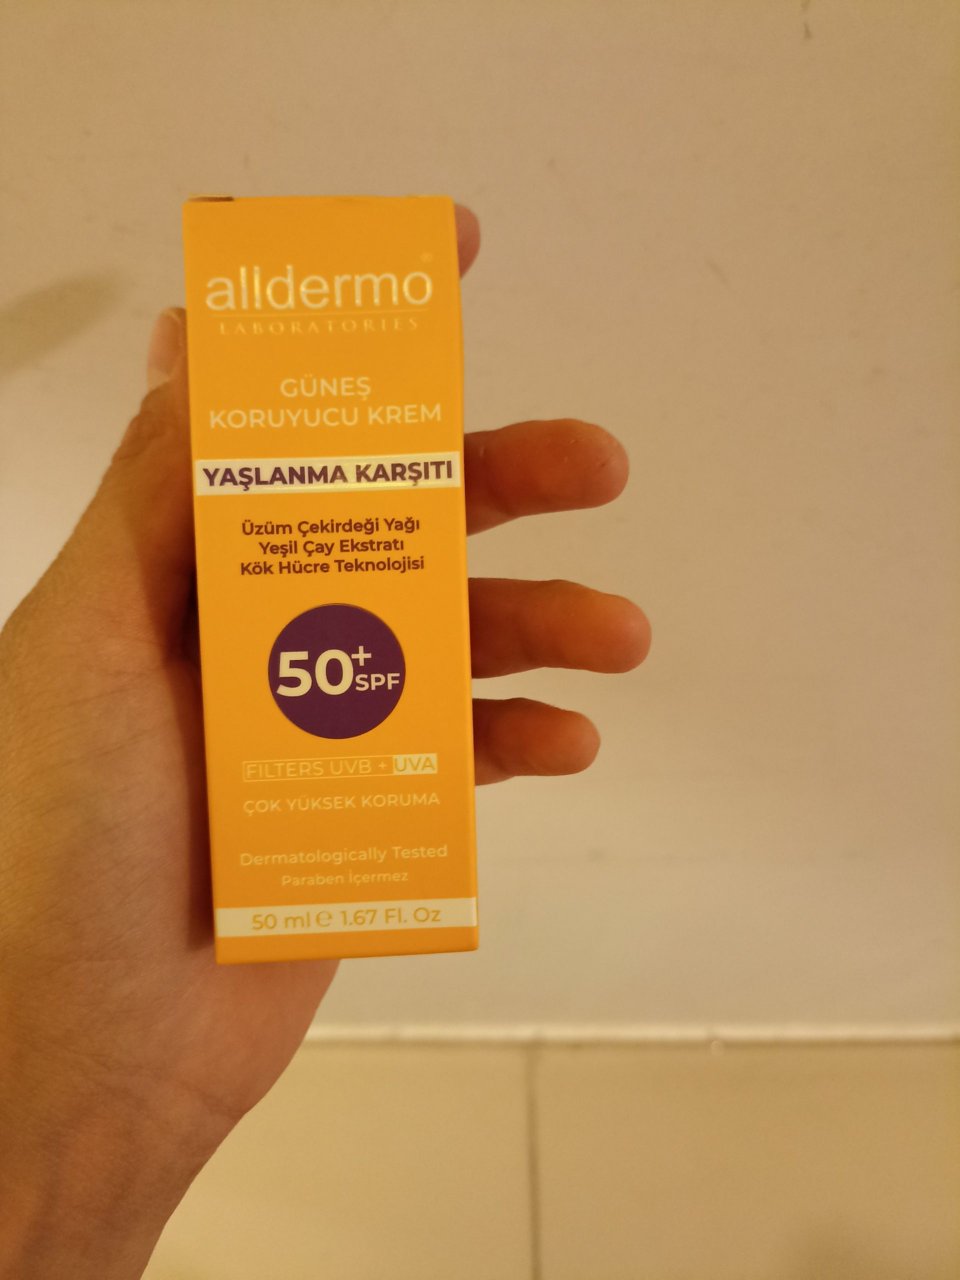 alldermo®
LABORATORIES
GÜNEŞ
KORUYUCU KREM
YAŞLANMA KARŞITI
Üzüm Çekirdeği Yağı
Yeşil Çay Ekstratı
Kök Hücre Teknolojisi
50+ SPF
FILTERS UVB + UVA
ÇOK YÜKSEK KORUMA
Dermatologically Tested
Paraben İçermez
50 ml ℮ 1.67 Fl. Oz